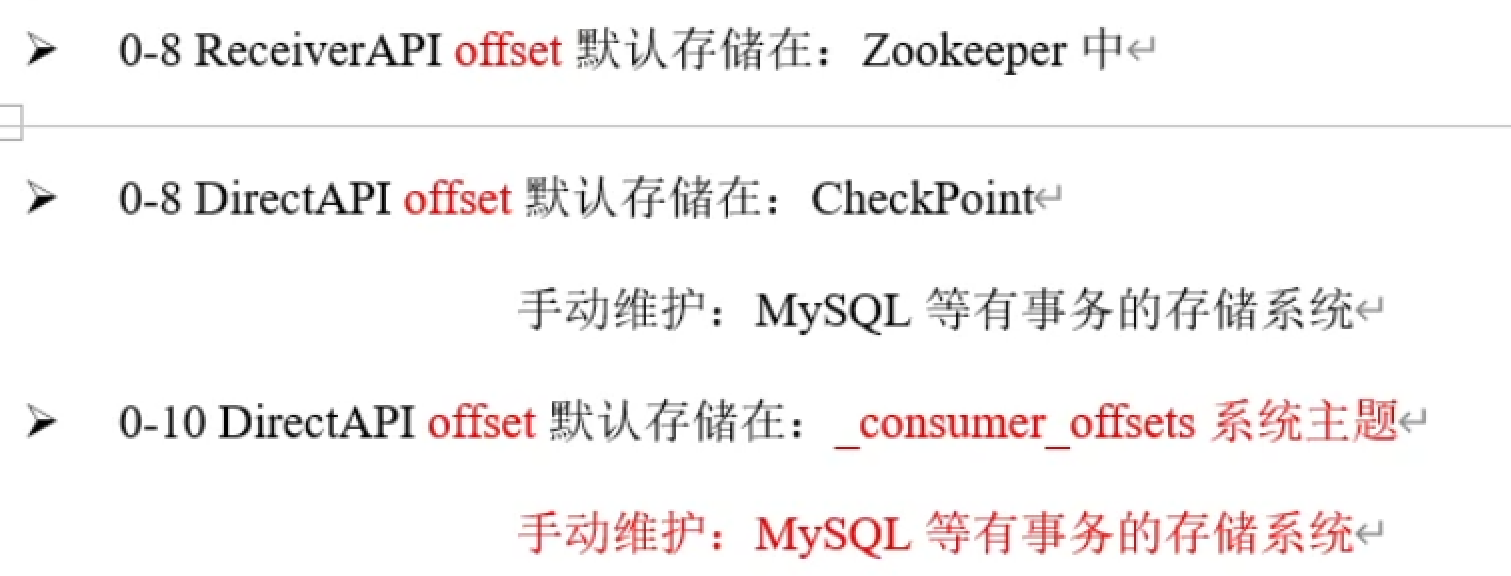 ➢ 0-8 ReceiverAPI offset 默认存储在：Zookeeper 中↵
➢ 0-8 DirectAPI offset 默认存储在：CheckPoint↵
手动维护：MySQL 等有事务的存储系统↵
➢ 0-10 DirectAPI offset 默认存储在：_consumer_offsets 系统主题↵
手动维护：MySQL 等有事务的存储系统↵